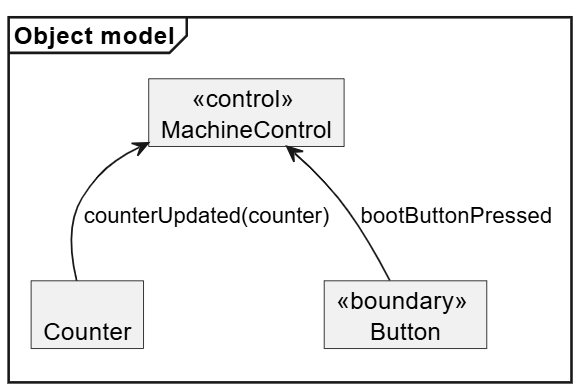 Object model
«control»
MachineControl
counterUpdated(counter)
bootButtonPressed
Counter
«boundary»
Button